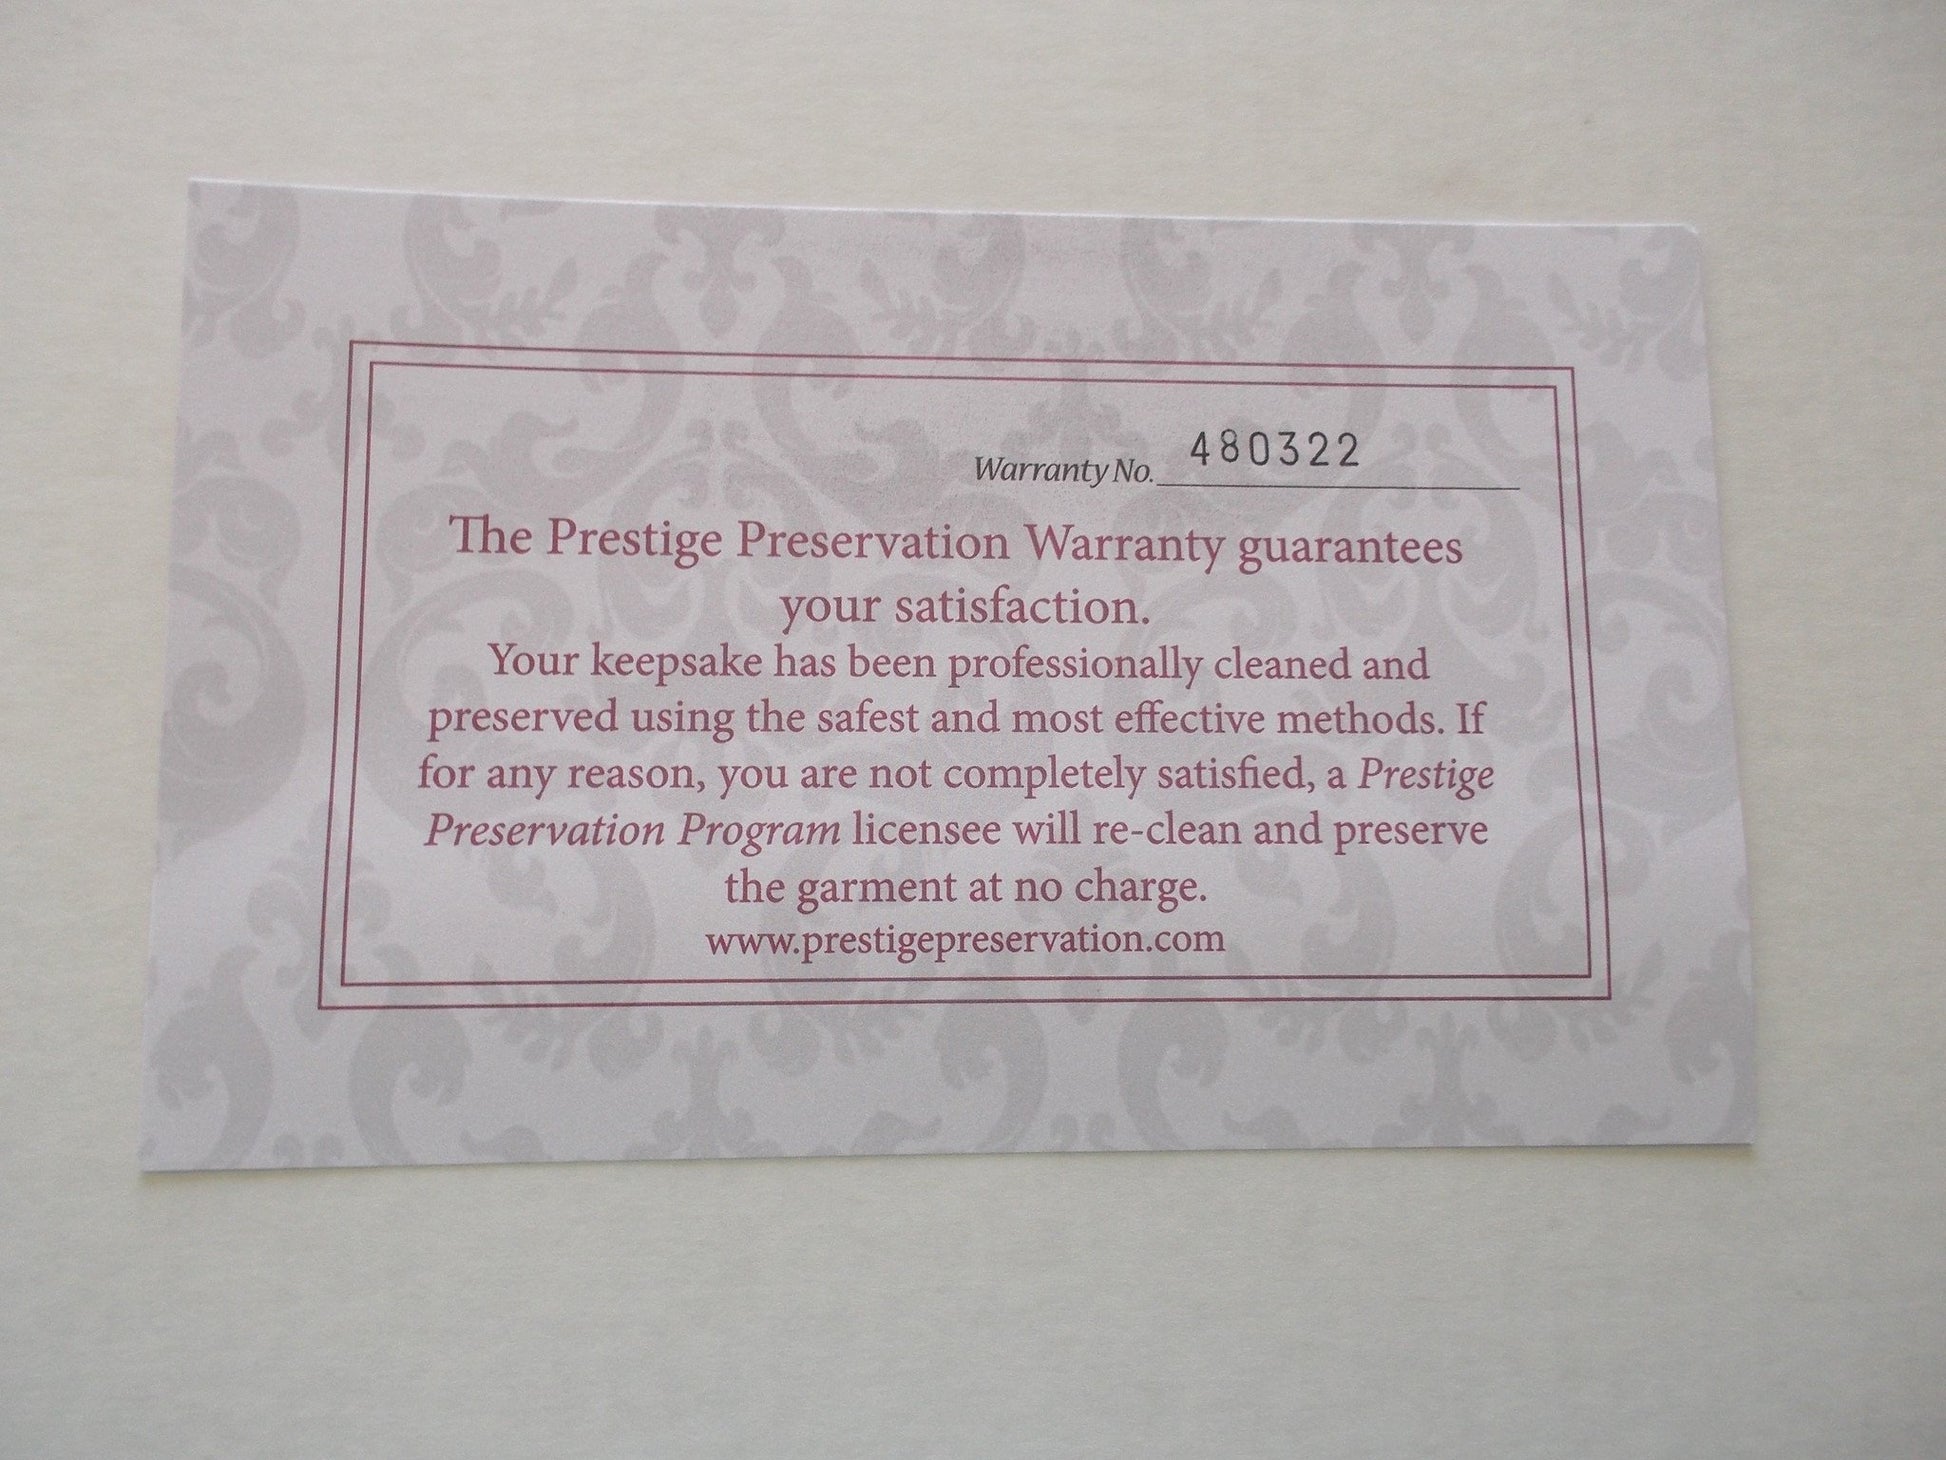 Warranty No. 480322
The Prestige Preservation Warranty guarantees
your satisfaction.
Your keepsake has been professionally cleaned and
preserved using the safest and most effective methods. If
for any reason, you are not completely satisfied, a Prestige
Preservation Program licensee will re-clean and preserve
the garment at no charge.
www.prestigepreservation.com